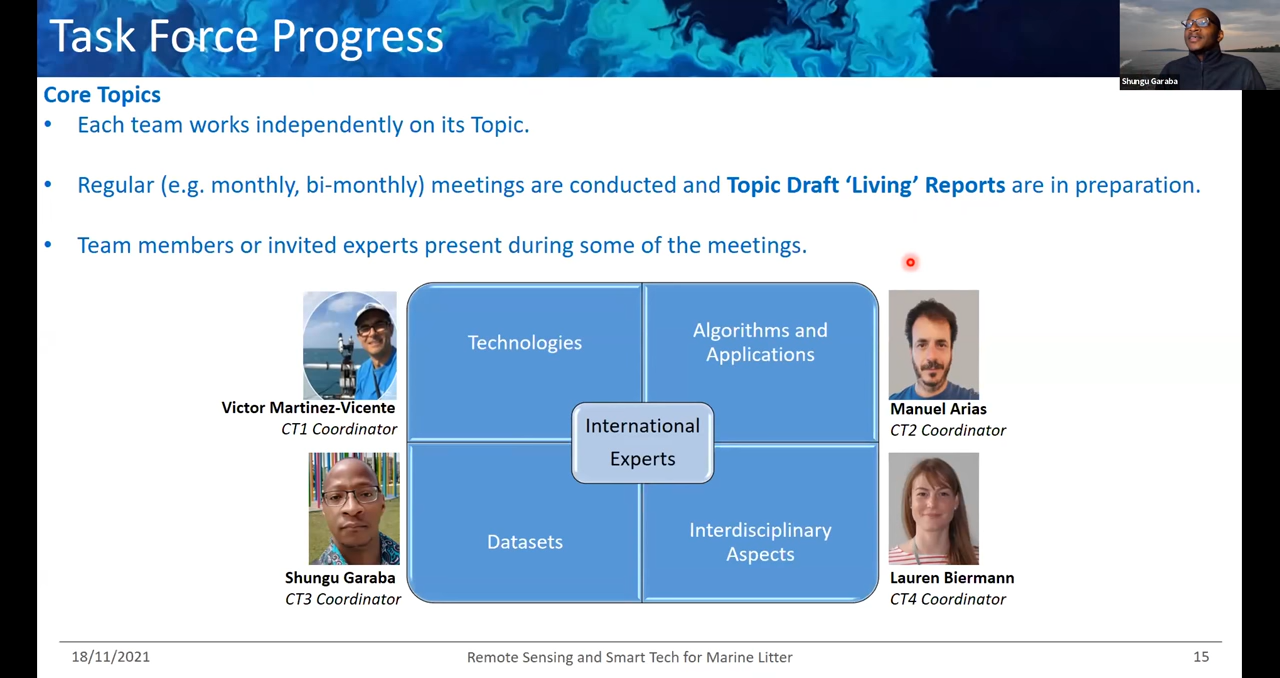 Task Force Progress
Shungu Garaba
Core Topics
• Each team works independently on its Topic.
• Regular (e.g. monthly, bi-monthly) meetings are conducted and Topic Draft ‘Living’ Reports are in preparation.
• Team members or invited experts present during some of the meetings.
Technologies
Algorithms and
Applications
Victor Martinez-Vicente
CT1 Coordinator
Manuel Arias
CT2 Coordinator
International
Experts
Datasets
Interdisciplinary
Aspects
Shungu Garaba
CT3 Coordinator
Lauren Biermann
CT4 Coordinator
18/11/2021
Remote Sensing and Smart Tech for Marine Litter
15